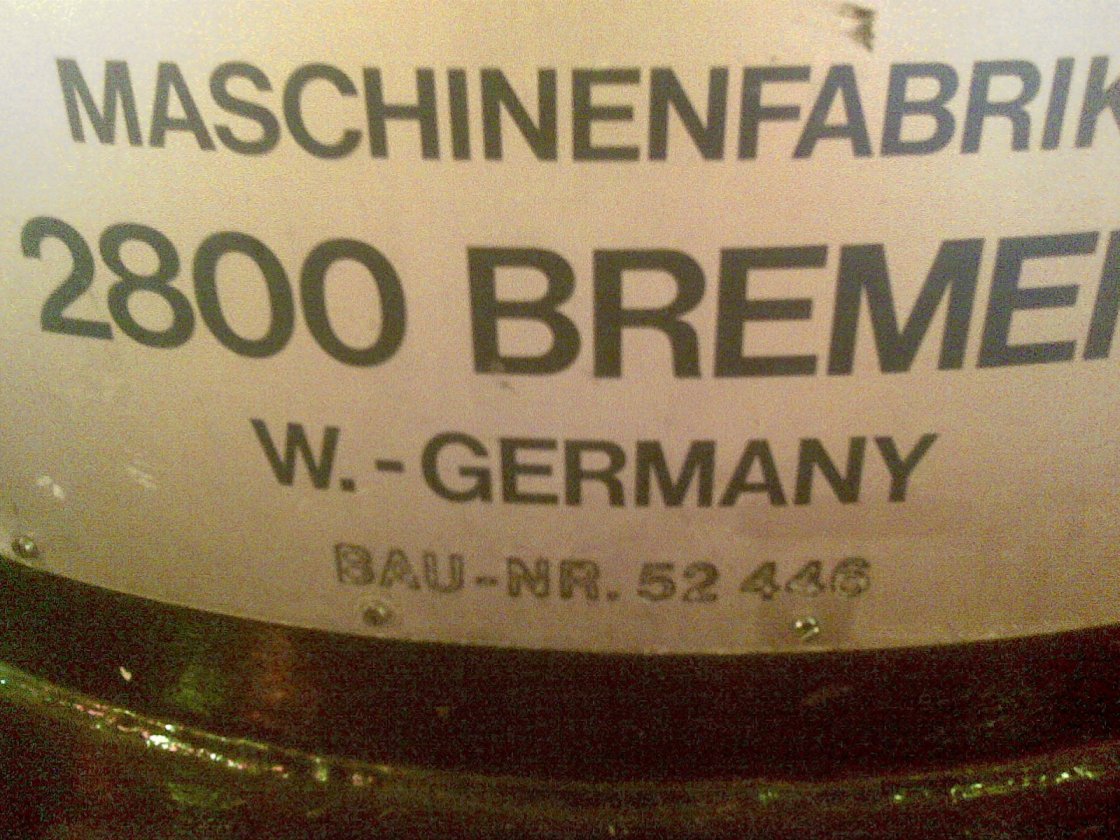 MASCHINENFABRIK
2800 BREMEN
W.-GERMANY
BAU-NR. 52 446